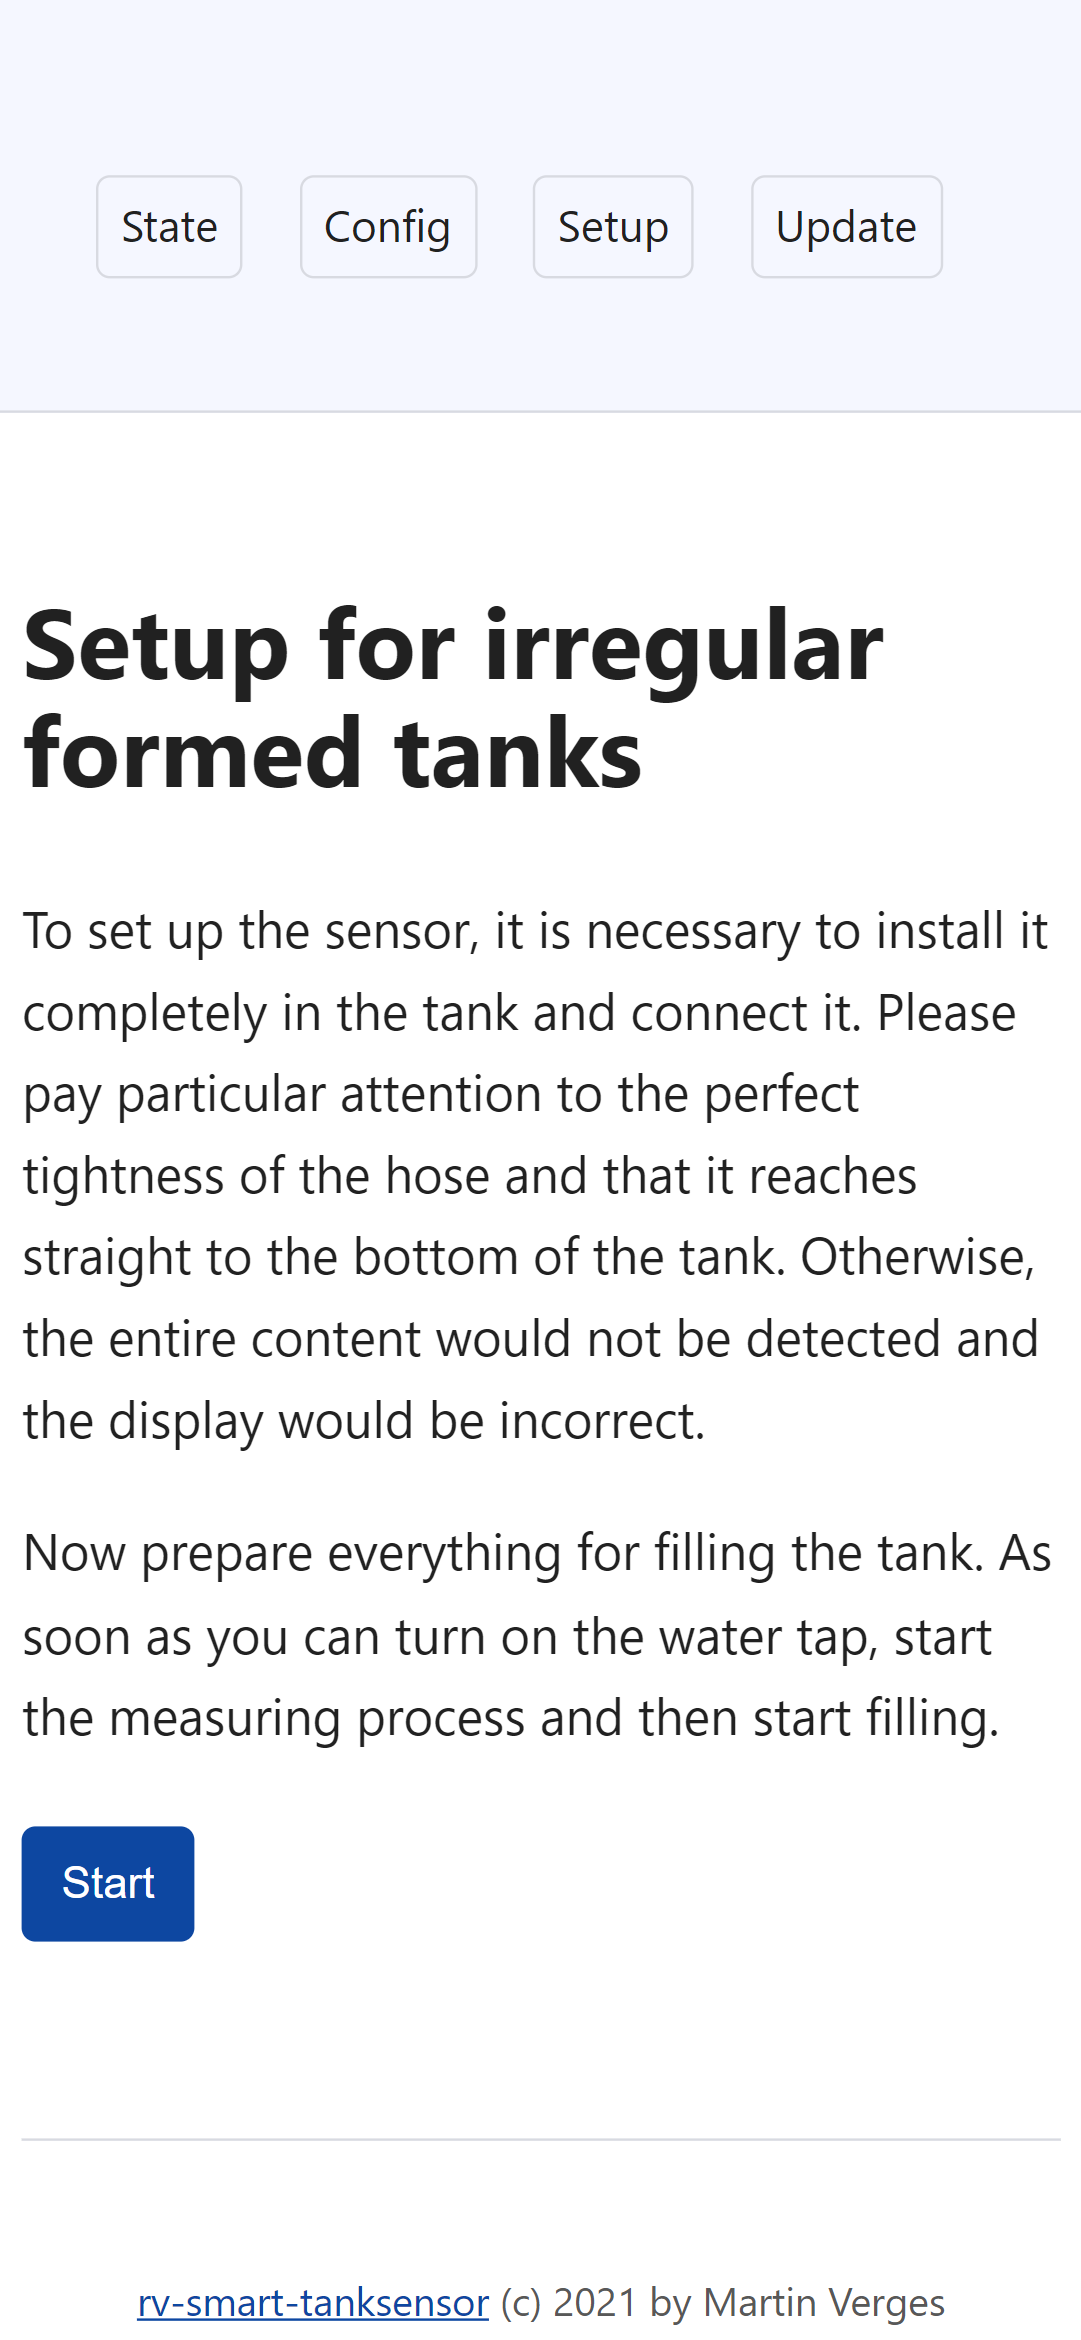 State Config Setup Update
Setup for irregular
formed tanks
To set up the sensor, it is necessary to install it
completely in the tank and connect it. Please
pay particular attention to the perfect
tightness of the hose and that it reaches
straight to the bottom of the tank. Otherwise,
the entire content would not be detected and
the display would be incorrect.
Now prepare everything for filling the tank. As
soon as you can turn on the water tap, start
the measuring process and then start filling.
Start
rv-smart-tanksensor (c) 2021 by Martin Verges